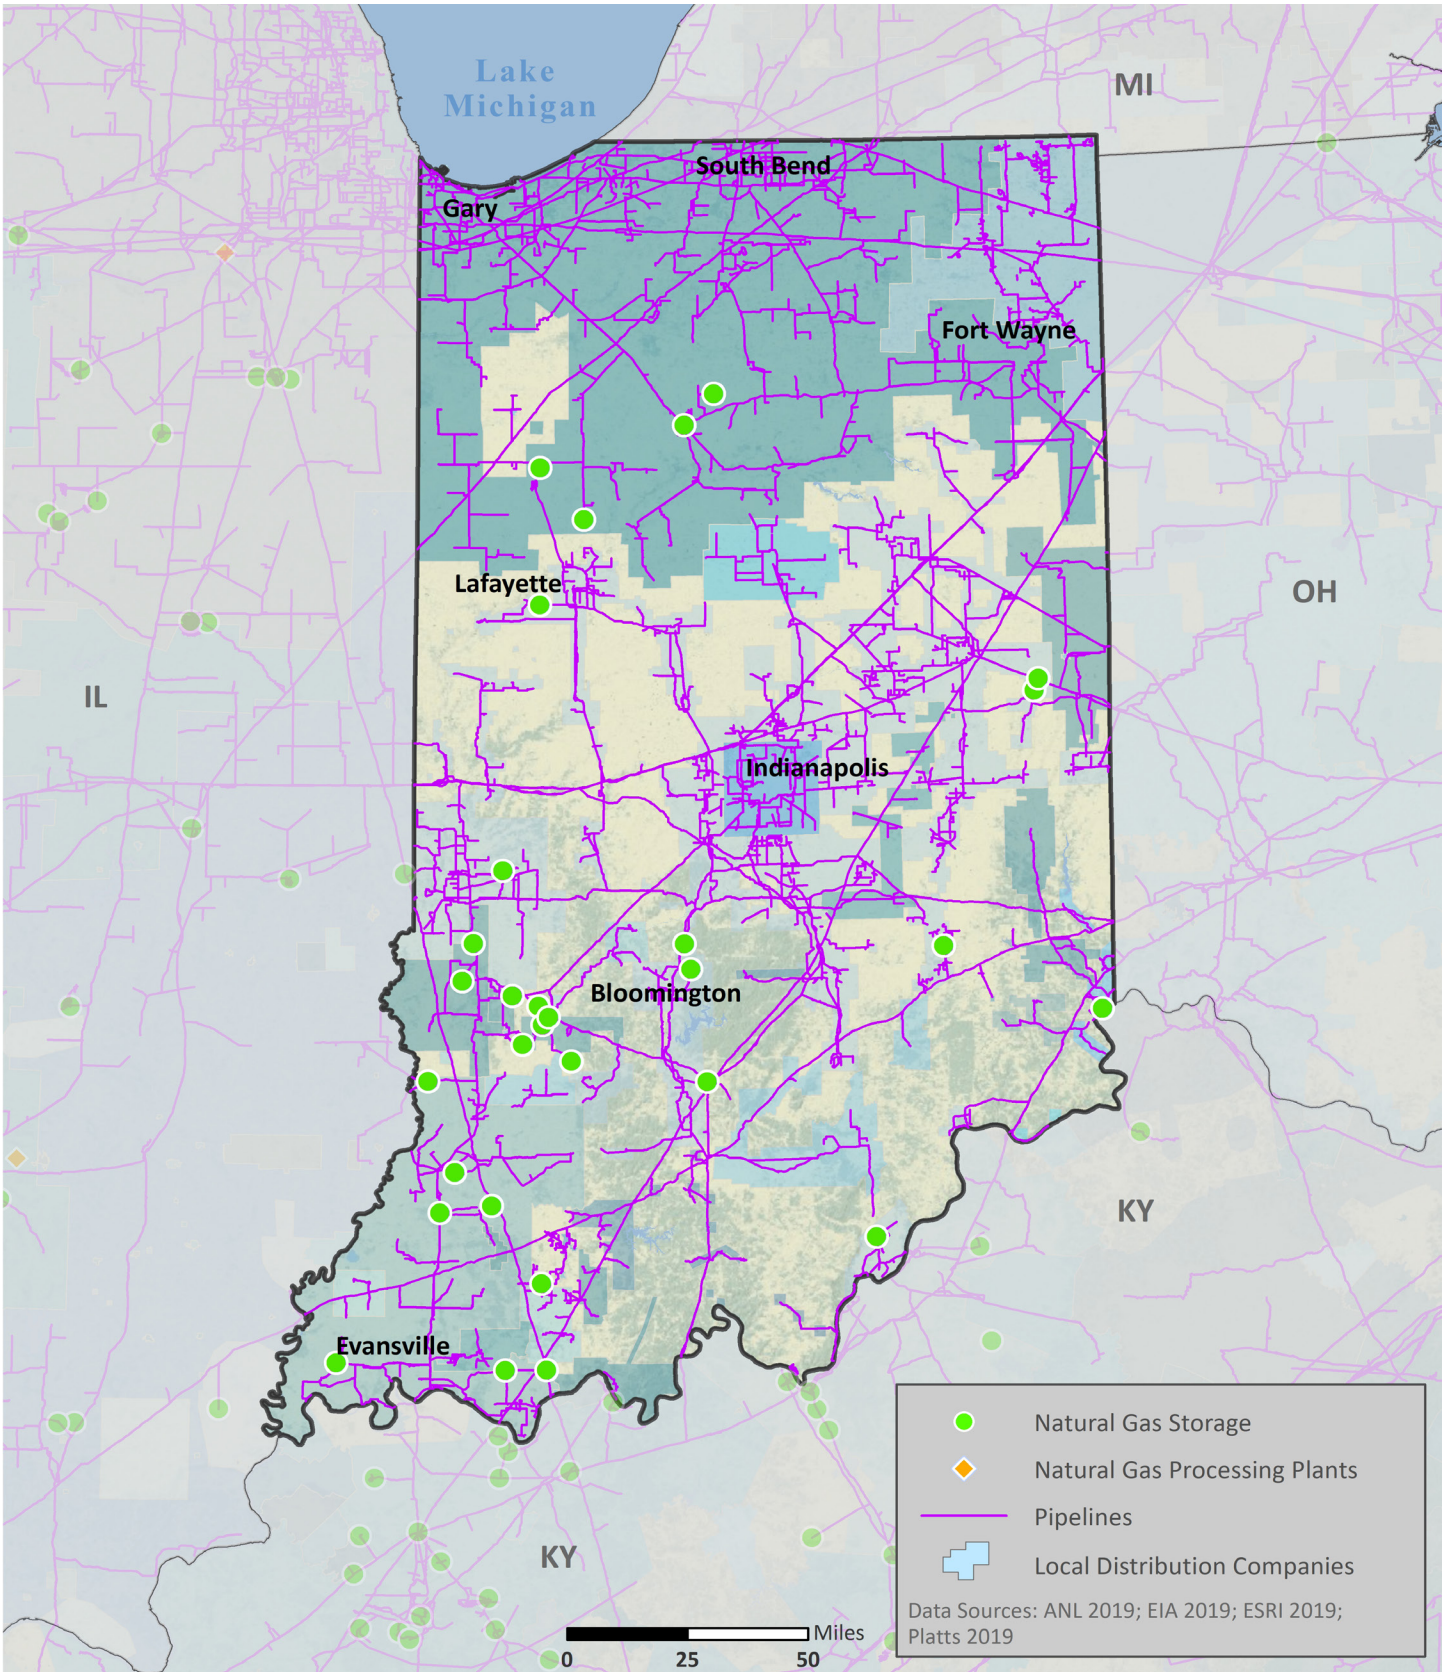 Lake
Michigan
MI
South Bend
Gary
Fort Wayne
Lafayette
OH
IL
Indianapolis
Bloomington
KY
Evansville
KY
Natural Gas Storage
Natural Gas Processing Plants
Pipelines
Local Distribution Companies
Data Sources: ANL 2019; EIA 2019; ESRI 2019;
Platts 2019
Miles
0 25 50